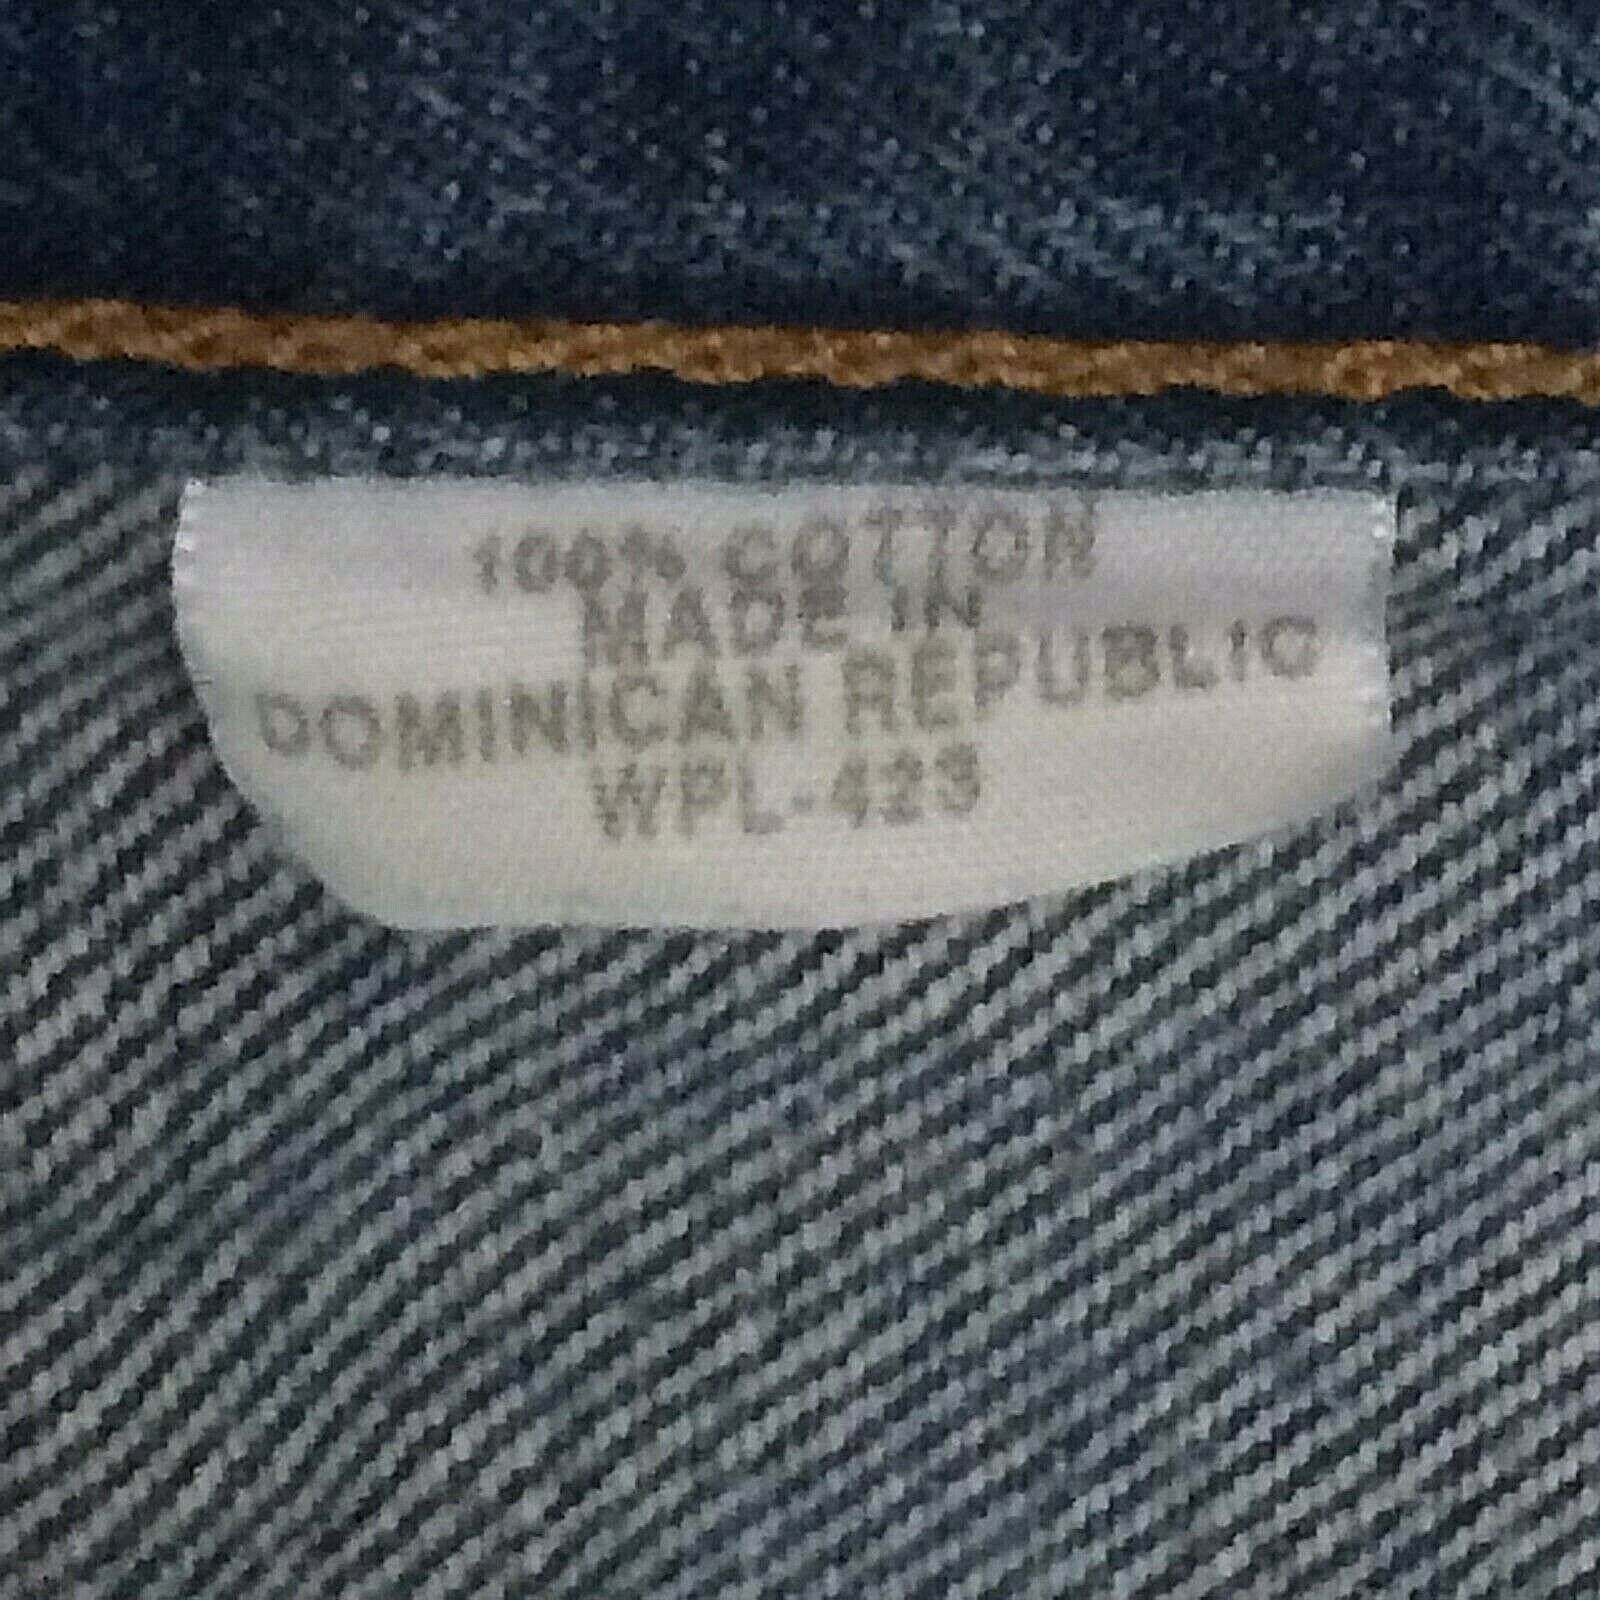 100% COTTON
MADE IN
DOMINICAN REPUBLIC
WPL-423